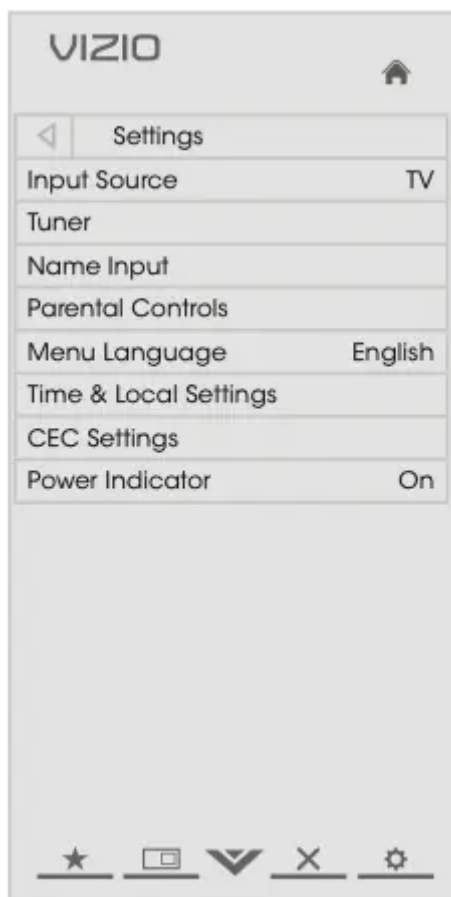 VIZIO
Settings
Input Source TV
Tuner
Name Input
Parental Controls
Menu Language English
Time & Local Settings
CEC Settings
Power Indicator On